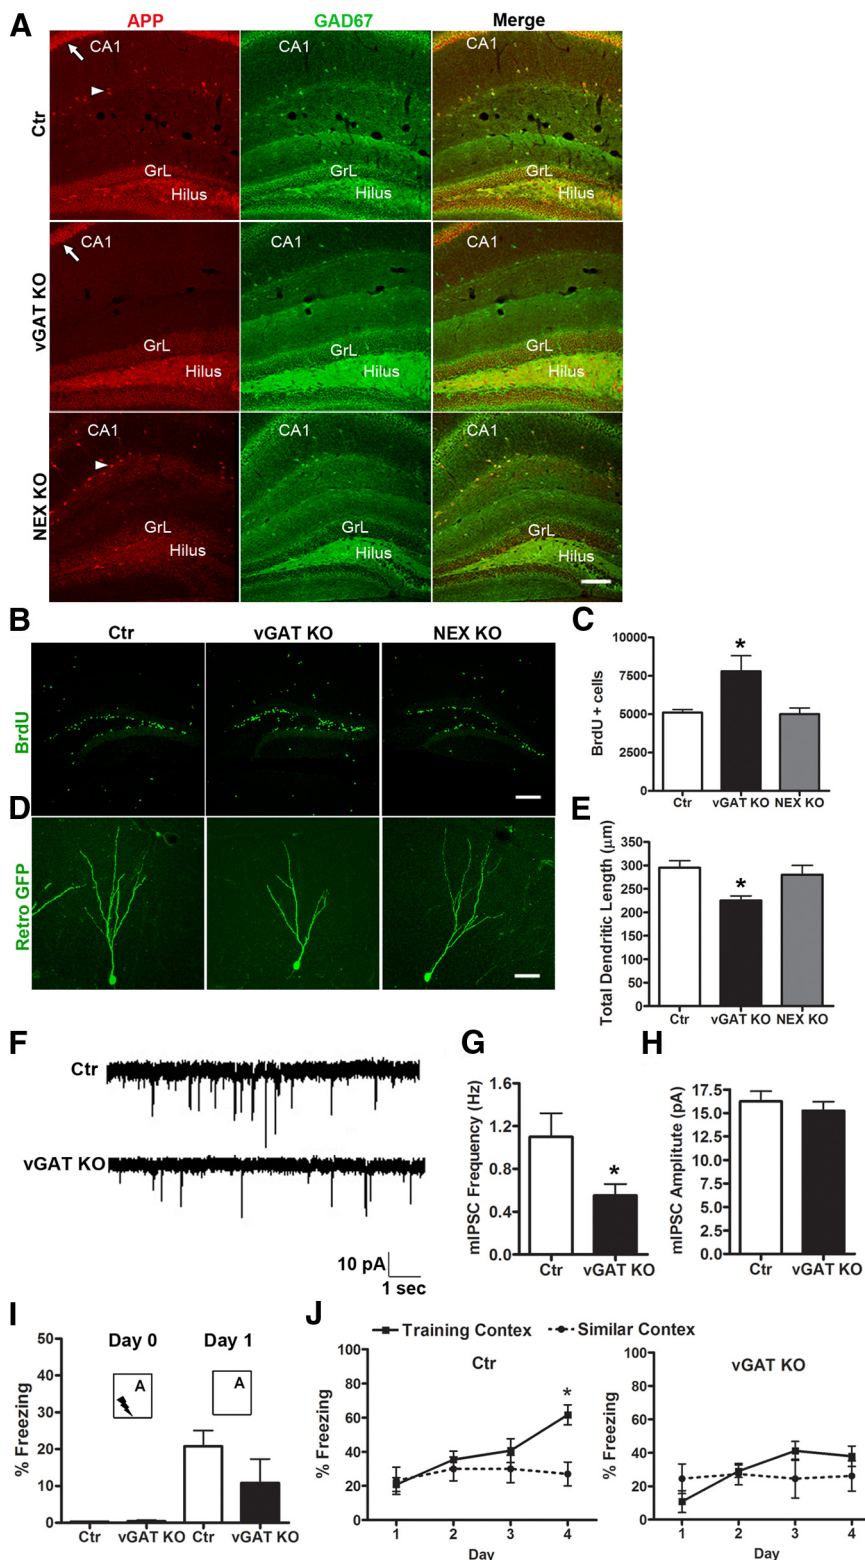 A
APP
GAD67
Merge
Ctr
CA1
GrL
Hilus
CA1
GrL
Hilus
CA1
GrL
Hilus
vGAT KO
CA1
GrL
Hilus
CA1
GrL
Hilus
CA1
GrL
Hilus
NEX KO
CA1
GrL
Hilus
CA1
GrL
Hilus
CA1
GrL
Hilus
B
Ctr
vGAT KO
NEX KO
BrdU
C
BrdU + cells
10000
7500
5000
2500
0
*
Ctr
vGAT KO
NEX KO
D
Retro GFP
E
Total Dendritic Length (μm)
350
300
250
200
150
100
50
0
*
Ctr
vGAT KO
NEX KO
F
Ctr
vGAT KO
10 pA
1 sec
G
mIPSC Frequency (Hz)
1.6
1.2
0.8
0.4
0.0
*
Ctr
vGAT KO
H
mIPSC Amplitute (pA)
17.5
15.0
12.5
10.0
7.5
5.0
2.5
0.0
Ctr
vGAT KO
I
% Freezing
50
40
30
20
10
0
Day 0
Day 1
A
A
Ctr
vGAT KO
Ctr
vGAT KO
J
Training Contex
Similar Contex
Ctr
% Freezing
100
80
60
40
20
0
*
1
2
3
4
Day
vGAT KO
% Freezing
100
80
60
40
20
0
1
2
3
4
Day